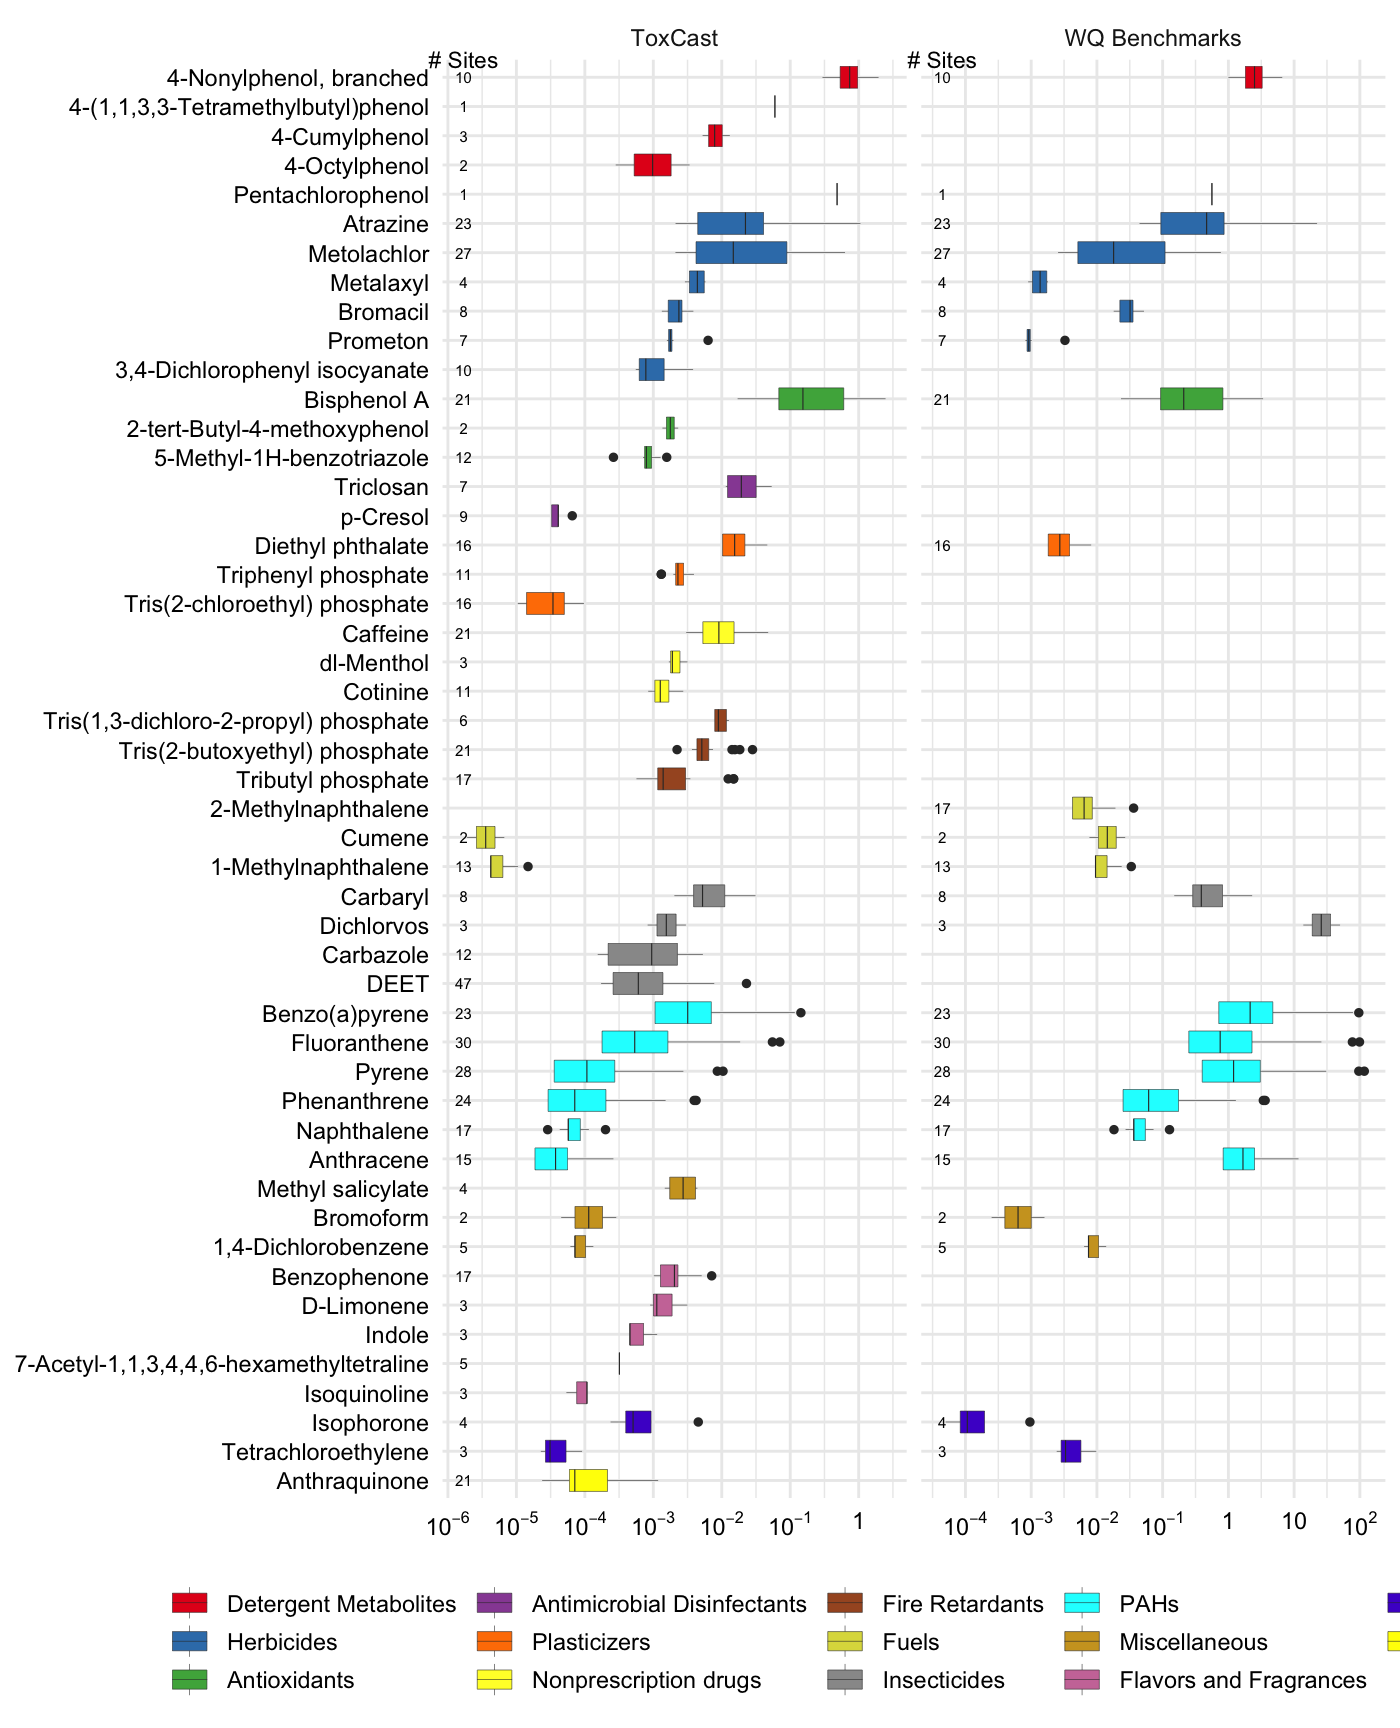 ToxCast WQ Benchmarks
# Sites # Sites
4-Nonylphenol, branched 10 10
4-(1,1,3,3-Tetramethylbutyl)phenol 1
4-Cumylphenol 3
4-Octylphenol 2
Pentachlorophenol 1 1
Atrazine 23 23
Metolachlor 27 27
Metalaxyl 4 4
Bromacil 8 8
Prometon 7 7
3,4-Dichlorophenyl isocyanate 10
Bisphenol A 21 21
2-tert-Butyl-4-methoxyphenol 2
5-Methyl-1H-benzotriazole 12
Triclosan 7
p-Cresol 9
Diethyl phthalate 16 16
Triphenyl phosphate 11
Tris(2-chloroethyl) phosphate 16
Caffeine 21
dl-Menthol 3
Cotinine 11
Tris(1,3-dichloro-2-propyl) phosphate 6
Tris(2-butoxyethyl) phosphate 21
Tributyl phosphate 17
2-Methylnaphthalene 17
Cumene 2 2
1-Methylnaphthalene 13 13
Carbaryl 8 8
Dichlorvos 3 3
Carbazole 12
DEET 47
Benzo(a)pyrene 23 23
Fluoranthene 30 30
Pyrene 28 28
Phenanthrene 24 24
Naphthalene 17 17
Anthracene 15 15
Methyl salicylate 4
Bromoform 2 2
1,4-Dichlorobenzene 5 5
Benzophenone 17
D-Limonene 3
Indole 3
7-Acetyl-1,1,3,4,4,6-hexamethyltetraline 5
Isoquinoline 3
Isophorone 4 4
Tetrachloroethylene 3 3
Anthraquinone 21
10⁻⁶ 10⁻⁵ 10⁻⁴ 10⁻³ 10⁻² 10⁻¹ 1 10⁻⁴ 10⁻³ 10⁻² 10⁻¹ 1 10 10²
Detergent Metabolites Antimicrobial Disinfectants Fire Retardants PAHs
Herbicides Plasticizers Fuels Miscellaneous
Antioxidants Nonprescription drugs Insecticides Flavors and Fragrances